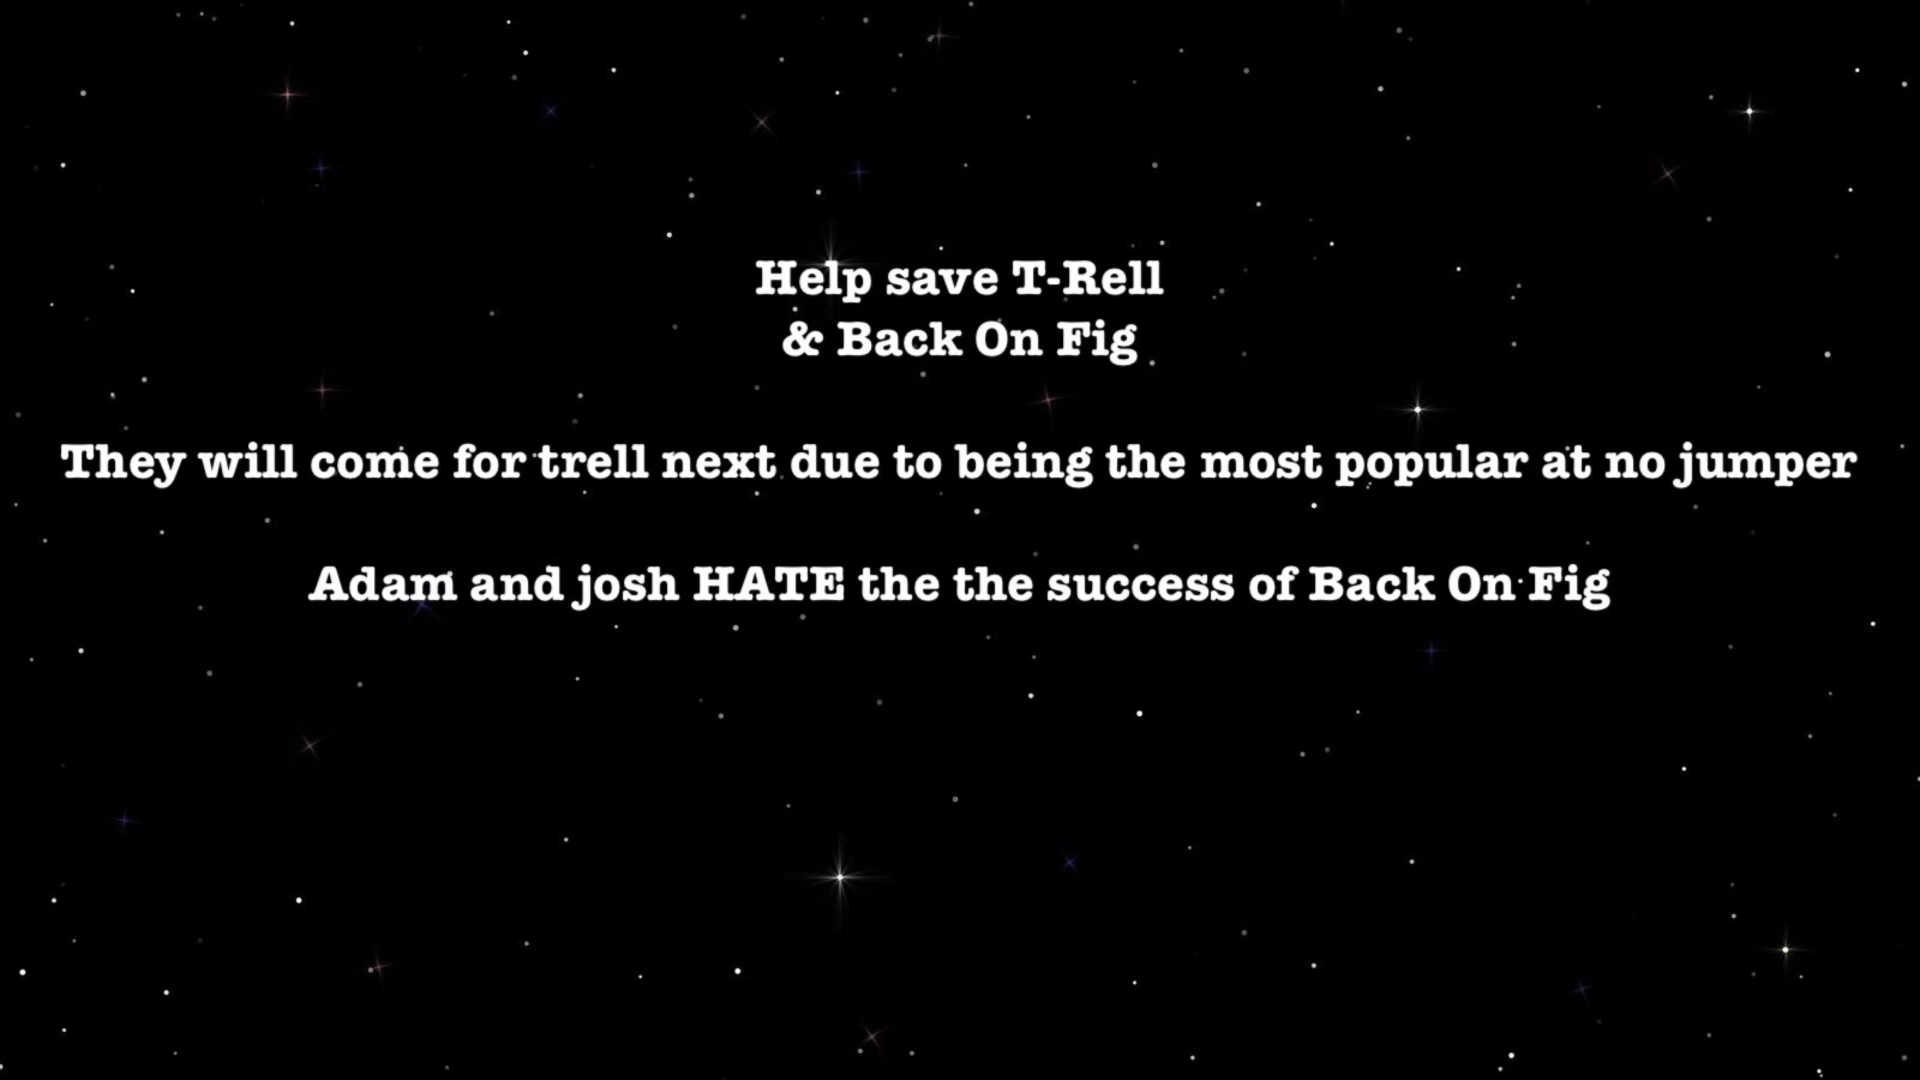 Help save T-Rell
& Back On Fig
They will come for trell next due to being the most popular at no jumper
Adam and josh HATE the the success of Back On Fig